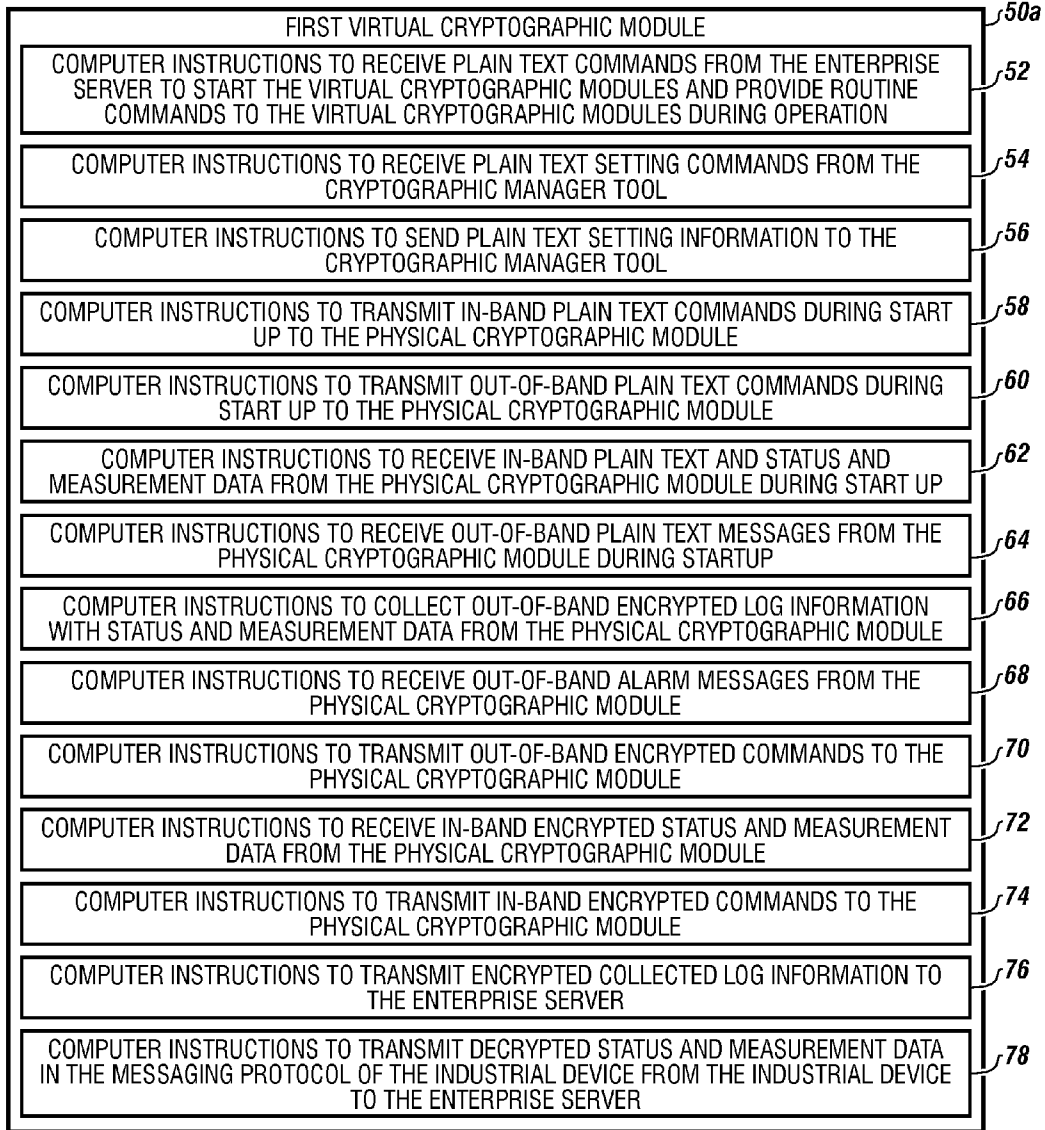 FIRST VIRTUAL CRYPTOGRAPHIC MODULE
50a
COMPUTER INSTRUCTIONS TO RECEIVE PLAIN TEXT COMMANDS FROM THE ENTERPRISE
SERVER TO START THE VIRTUAL CRYPTOGRAPHIC MODULES AND PROVIDE ROUTINE
COMMANDS TO THE VIRTUAL CRYPTOGRAPHIC MODULES DURING OPERATION
52
COMPUTER INSTRUCTIONS TO RECEIVE PLAIN TEXT SETTING COMMANDS FROM THE
CRYPTOGRAPHIC MANAGER TOOL
54
COMPUTER INSTRUCTIONS TO SEND PLAIN TEXT SETTING INFORMATION TO THE
CRYPTOGRAPHIC MANAGER TOOL
56
COMPUTER INSTRUCTIONS TO TRANSMIT IN-BAND PLAIN TEXT COMMANDS DURING START
UP TO THE PHYSICAL CRYPTOGRAPHIC MODULE
58
COMPUTER INSTRUCTIONS TO TRANSMIT OUT-OF-BAND PLAIN TEXT COMMANDS DURING
START UP TO THE PHYSICAL CRYPTOGRAPHIC MODULE
60
COMPUTER INSTRUCTIONS TO RECEIVE IN-BAND PLAIN TEXT AND STATUS AND
MEASUREMENT DATA FROM THE PHYSICAL CRYPTOGRAPHIC MODULE DURING START UP
62
COMPUTER INSTRUCTIONS TO RECEIVE OUT-OF-BAND PLAIN TEXT MESSAGES FROM THE
PHYSICAL CRYPTOGRAPHIC MODULE DURING STARTUP
64
COMPUTER INSTRUCTIONS TO COLLECT OUT-OF-BAND ENCRYPTED LOG INFORMATION
WITH STATUS AND MEASUREMENT DATA FROM THE PHYSICAL CRYPTOGRAPHIC MODULE
66
COMPUTER INSTRUCTIONS TO RECEIVE OUT-OF-BAND ALARM MESSAGES FROM THE
PHYSICAL CRYPTOGRAPHIC MODULE
68
COMPUTER INSTRUCTIONS TO TRANSMIT OUT-OF-BAND ENCRYPTED COMMANDS TO THE
PHYSICAL CRYPTOGRAPHIC MODULE
70
COMPUTER INSTRUCTIONS TO RECEIVE IN-BAND ENCRYPTED STATUS AND MEASUREMENT
DATA FROM THE PHYSICAL CRYPTOGRAPHIC MODULE
72
COMPUTER INSTRUCTIONS TO TRANSMIT IN-BAND ENCRYPTED COMMANDS TO THE
PHYSICAL CRYPTOGRAPHIC MODULE
74
COMPUTER INSTRUCTIONS TO TRANSMIT ENCRYPTED COLLECTED LOG INFORMATION TO
THE ENTERPRISE SERVER
76
COMPUTER INSTRUCTIONS TO TRANSMIT DECRYPTED STATUS AND MEASUREMENT DATA
IN THE MESSAGING PROTOCOL OF THE INDUSTRIAL DEVICE FROM THE INDUSTRIAL DEVICE
TO THE ENTERPRISE SERVER
78